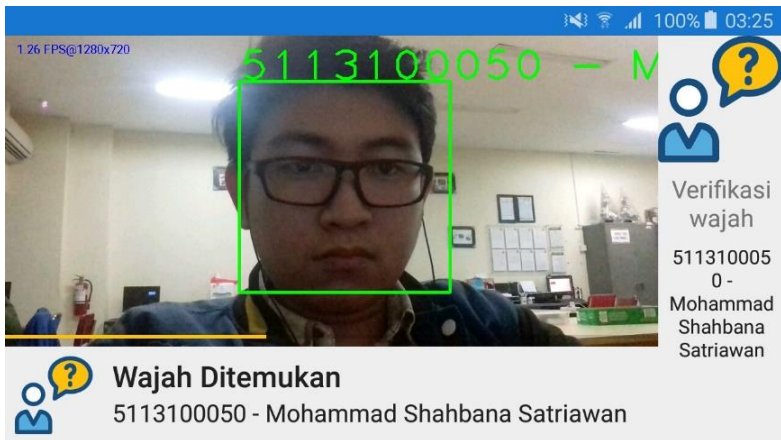 100% 03:25
1.26 FPS@1280x720
5113100050 - M
Verifikasi
wajah
511310005
0 -
Mohammad
Shahbana
Satriawan
Wajah Ditemukan
5113100050 - Mohammad Shahbana Satriawan